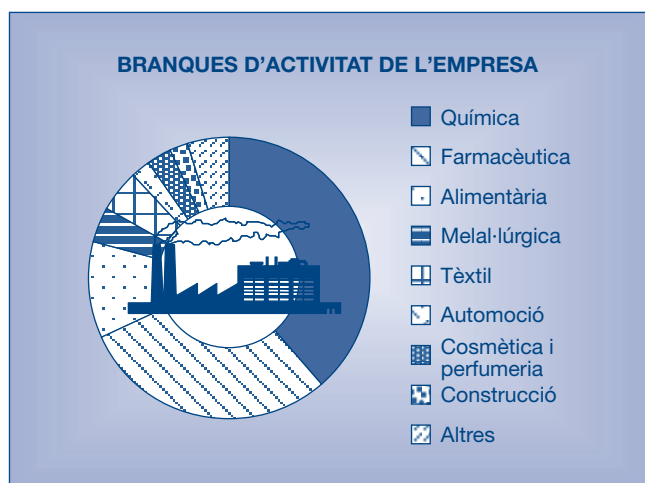 BRANQUES D'ACTIVITAT DE L'EMPRESA
Química
Farmacèutica
Alimentària
Melal·lúrgica
Tèxtil
Automoció
Cosmètica i
perfumeria
Construcció
Altres